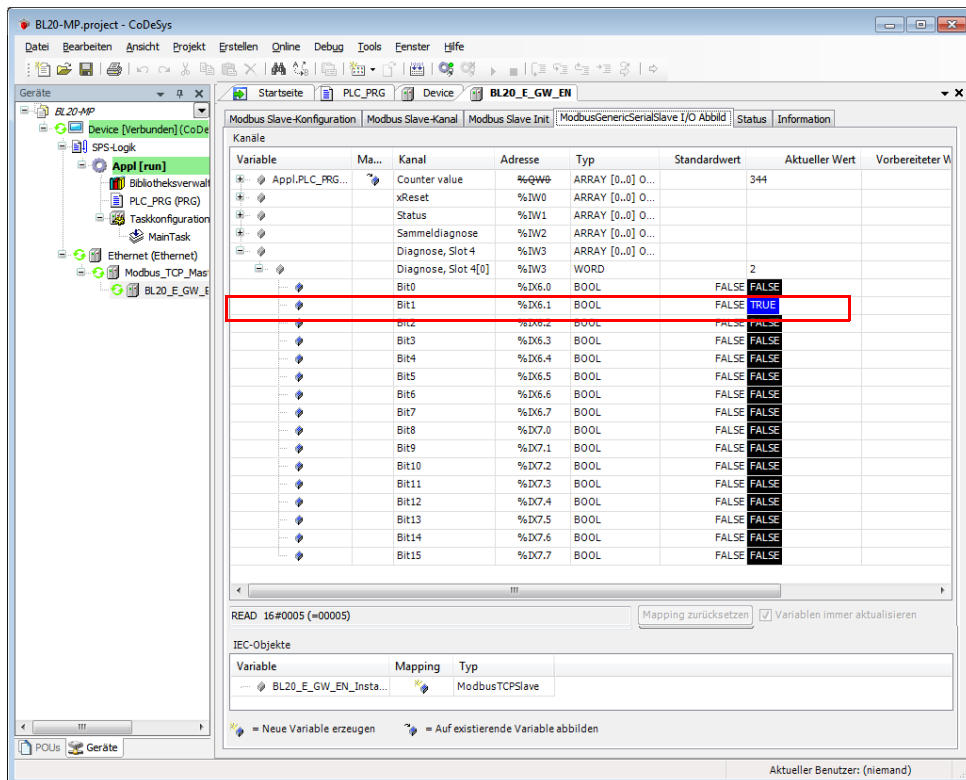 BL20-MP.project - CoDeSys
Datei Bearbeiten Ansicht Projekt Erstellen Online Debug Tools Fenster Hilfe
Geräte
BL20-MP
Device [Verbunden] (CoDe
SPS-Logik
Appl [run]
Bibliotheksverwalt
PLC_PRG (PRG)
Taskkonfiguration
MainTask
Ethernet (Ethernet)
Modbus_TCP_Mas
BL20_E_GW_E
POUs Geräte
Startseite PLC_PRG Device BL20_E_GW_EN
Modbus Slave-Konfiguration Modbus Slave-Kanal Modbus Slave Init ModbusGenericSerialSlave I/O Abbild Status Information
Kanäle
Variable Ma... Kanal Adresse Typ Standardwert Aktueller Wert Vorbereiteter W
Appl.PLC_PRG... Counter value %QW0 ARRAY [0..0] O... 344
xReset %IW0 ARRAY [0..0] O...
Status %IW1 ARRAY [0..0] O...
Sammeldiagnose %IW2 ARRAY [0..0] O...
Diagnose, Slot 4 %IW3 ARRAY [0..0] O...
Diagnose, Slot 4[0] %IW3 WORD 2
Bit0 %IX6.0 BOOL FALSE FALSE
Bit1 %IX6.1 BOOL FALSE TRUE
Bit2 %IX6.2 BOOL FALSE FALSE
Bit3 %IX6.3 BOOL FALSE FALSE
Bit4 %IX6.4 BOOL FALSE FALSE
Bit5 %IX6.5 BOOL FALSE FALSE
Bit6 %IX6.6 BOOL FALSE FALSE
Bit7 %IX6.7 BOOL FALSE FALSE
Bit8 %IX7.0 BOOL FALSE FALSE
Bit9 %IX7.1 BOOL FALSE FALSE
Bit10 %IX7.2 BOOL FALSE FALSE
Bit11 %IX7.3 BOOL FALSE FALSE
Bit12 %IX7.4 BOOL FALSE FALSE
Bit13 %IX7.5 BOOL FALSE FALSE
Bit14 %IX7.6 BOOL FALSE FALSE
Bit15 %IX7.7 BOOL FALSE FALSE
READ 16#0005 (=00005) Mapping zurücksetzen Variablen immer aktualisieren
IEC-Objekte
Variable Mapping Typ
BL20_E_GW_EN_Insta... ModbusTCPSlave
= Neue Variable erzeugen = Auf existierende Variable abbilden
Aktueller Benutzer: (niemand)